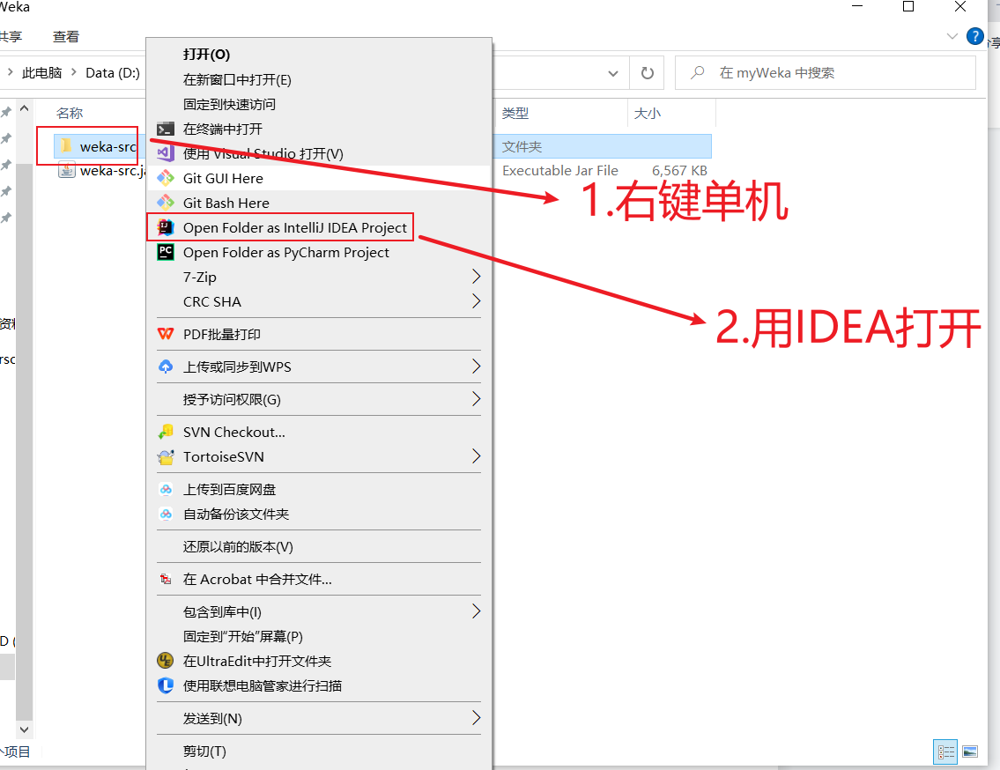 Weka
共享
查看
此电脑
Data (D:)
在 myWeka 中搜索
名称
类型
大小
weka-src
文件夹
weka-src.ja
Executable Jar File
6,567 KB
打开(O)
在新窗口中打开(E)
固定到快速访问
在终端中打开
使用 Visual Studio 打开(V)
Git GUI Here
Git Bash Here
Open Folder as IntelliJ IDEA Project
Open Folder as PyCharm Project
7-Zip
CRC SHA
PDF批量打印
上传或同步到WPS
授予访问权限(G)
SVN Checkout...
TortoiseSVN
上传到百度网盘
自动备份该文件夹
还原以前的版本(V)
在 Acrobat 中合并文件...
包含到库中(I)
固定到“开始”屏幕(P)
在UltraEdit中打开文件夹
使用联想电脑管家进行扫描
发送到(N)
剪切(T)
1.右键单机
2.用IDEA打开
资料
rsc
D (
个项目
享